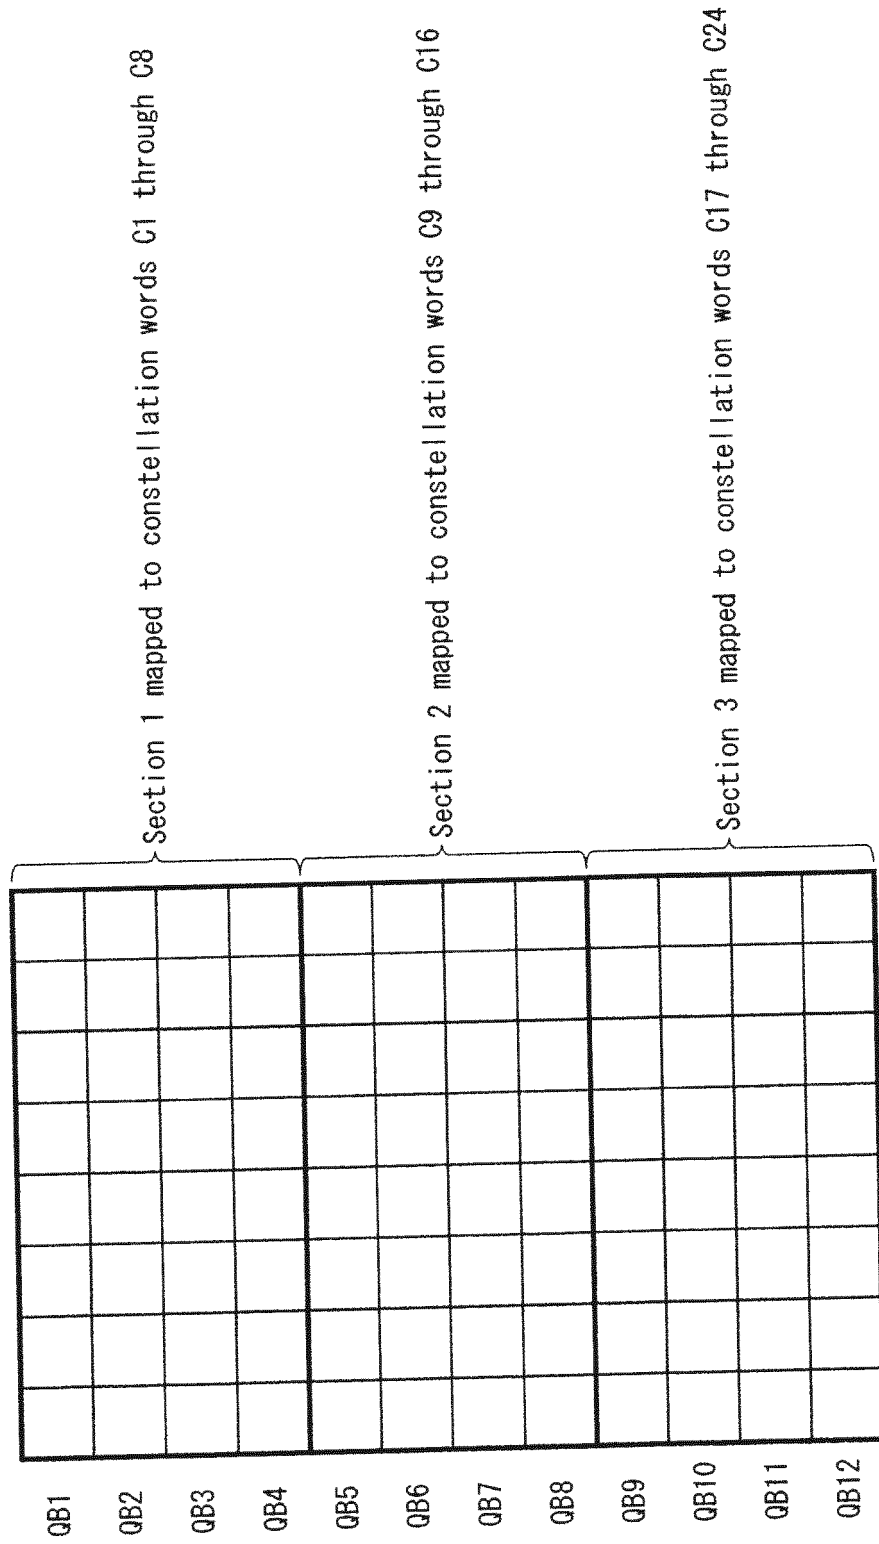 QB1
QB2
QB3
QB4
QB5
QB6
QB7
QB8
QB9
QB10
QB11
QB12
Section 1 mapped to constellation words C1 through C8
Section 2 mapped to constellation words C9 through C16
Section 3 mapped to constellation words C17 through C24